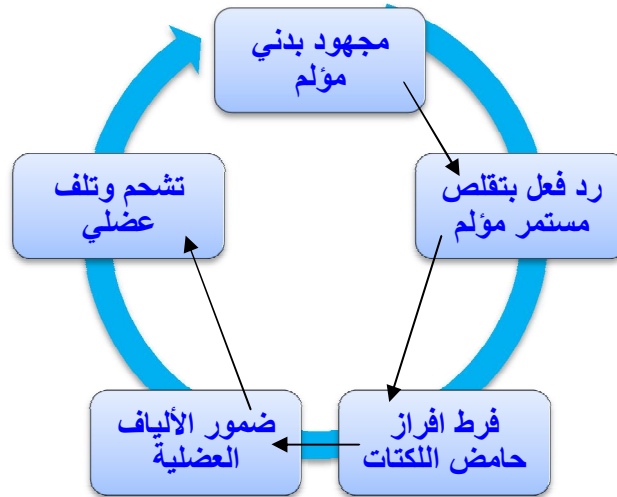 مجهود بدني
مؤلم
رد فعل بتقلص
مستمر مؤلم
فرط افراز
حامض اللكتات
ضمور الألياف
العضلية
تشحم وتلف
عضلي